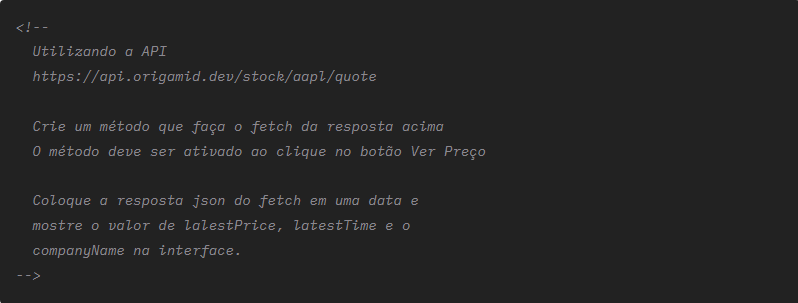 <!--
Utilizando a API
https://api.origamid.dev/stock/aapl/quote
Crie um método que faça o fetch da resposta acima
O método deve ser ativado ao clique no botão Ver Preço
Coloque a resposta json do fetch em uma data e
mostre o valor de lalestPrice, latestTime e o
companyName na interface.
-->